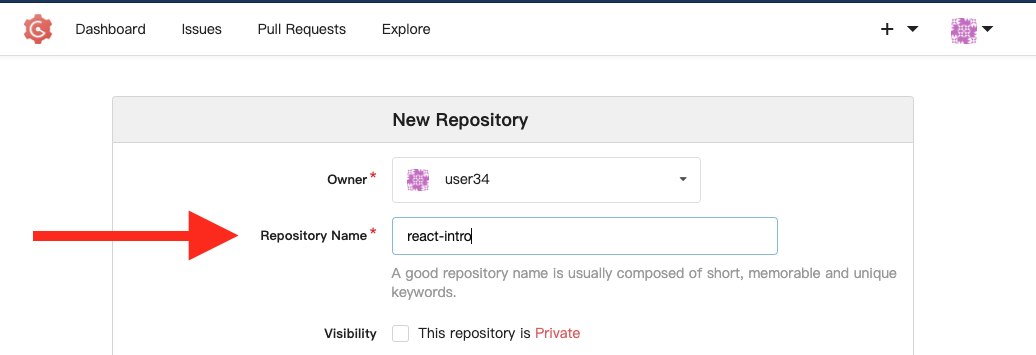 Dashboard Issues Pull Requests Explore
New Repository
Owner* user34
Repository Name* react-intro
A good repository name is usually composed of short, memorable and unique
keywords.
Visibility This repository is Private